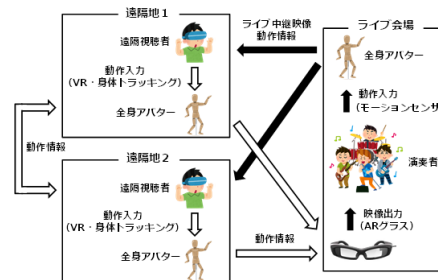 遠隔地1
遠隔視聴者
動作入力
(VR・身体トラッキング)
全身アバター
動作情報
遠隔地2
遠隔視聴者
動作入力
(VR・身体トラッキング)
全身アバター
ライブ中継映像
動作情報
動作情報
ライブ会場
全身アバター
動作入力
(モーションセンサ
演奏者
映像出力
(ARグラス)